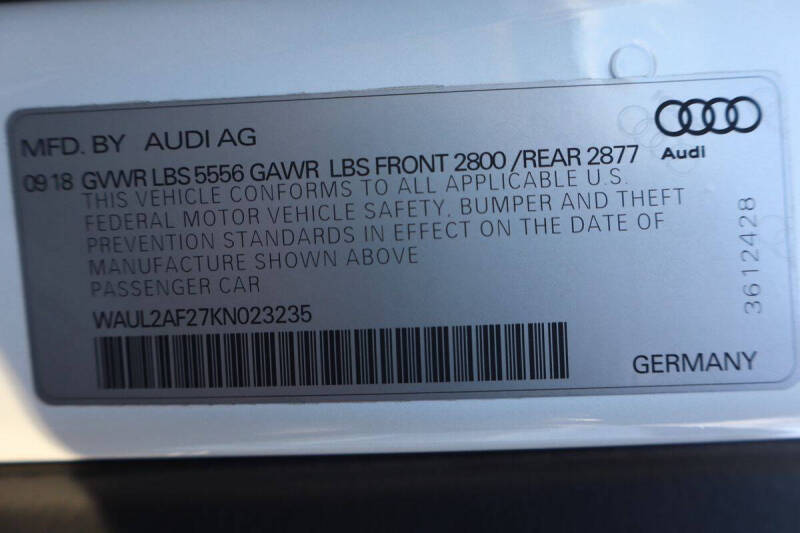 MFD. BY AUDI AG
Audi
09 18 GVWR LBS 5556 GAWR LBS FRONT 2800 /REAR 2877
THIS VEHICLE CONFORMS TO ALL APPLICABLE U.S.
FEDERAL MOTOR VEHICLE SAFETY, BUMPER AND THEFT
PREVENTION STANDARDS IN EFFECT ON THE DATE OF
MANUFACTURE SHOWN ABOVE
PASSENGER CAR
3612428
WAUL2AF27KN023235
GERMANY